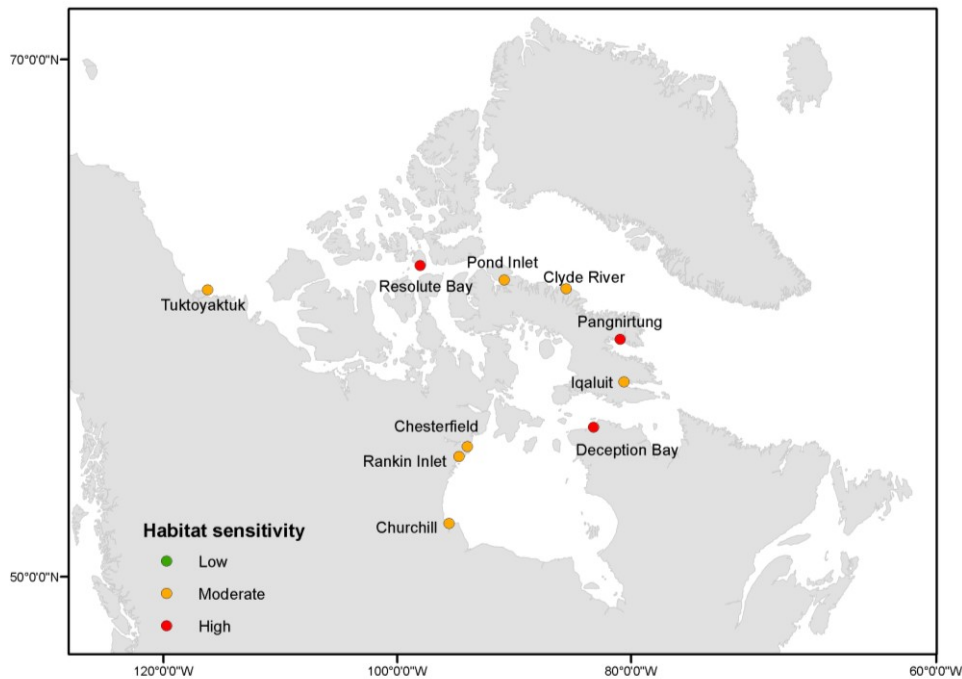 70°0'0"N
Pond Inlet
Clyde River
Resolute Bay
Tuktoyaktuk
Pangnirtung
Iqaluit
Chesterfield
Deception Bay
Rankin Inlet
Churchill
Habitat sensitivity
Low
50°0'0"N
Moderate
High
120°0'0"W
100°0'0"W
80°0'0"W
60°0'0"W